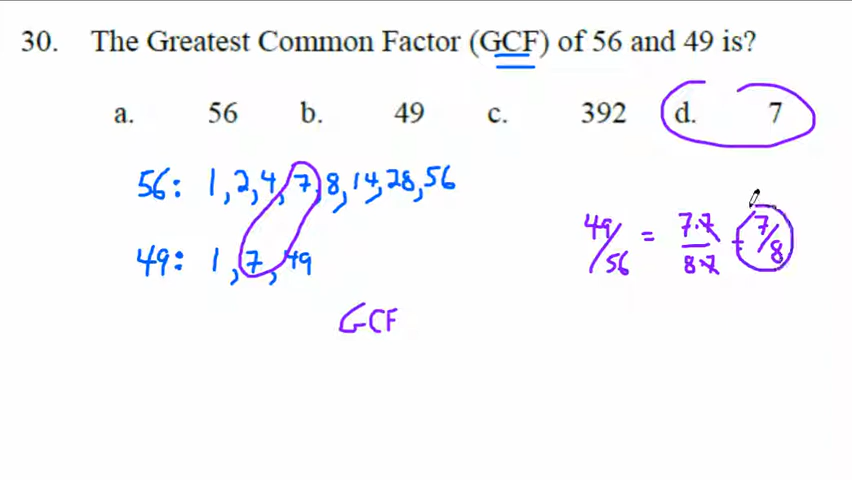 30. The Greatest Common Factor (GCF) of 56 and 49 is?
a. 56 b. 49 c. 392 d. 7
56: 1, 2, 4, 7, 8, 14, 28, 56
49: 1, 7, 49
49/56 = 7·7/8·7 = 7/8
GCF